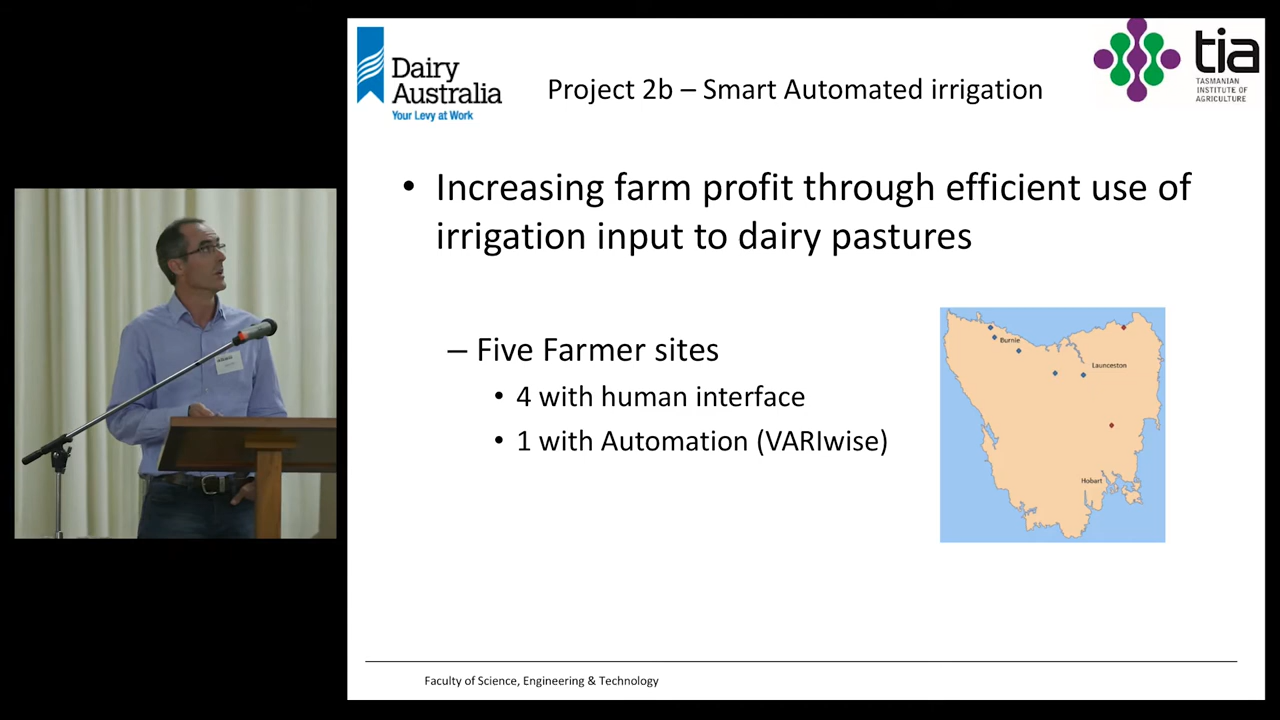 Dairy
Australia
Your Levy at Work
Project 2b – Smart Automated irrigation
tia
TASMANIAN
INSTITUTE OF
AGRICULTURE
• Increasing farm profit through efficient use of
irrigation input to dairy pastures
– Five Farmer sites
• 4 with human interface
• 1 with Automation (VARIwise)
Burnie
Launceston
Hobart
Faculty of Science, Engineering & Technology